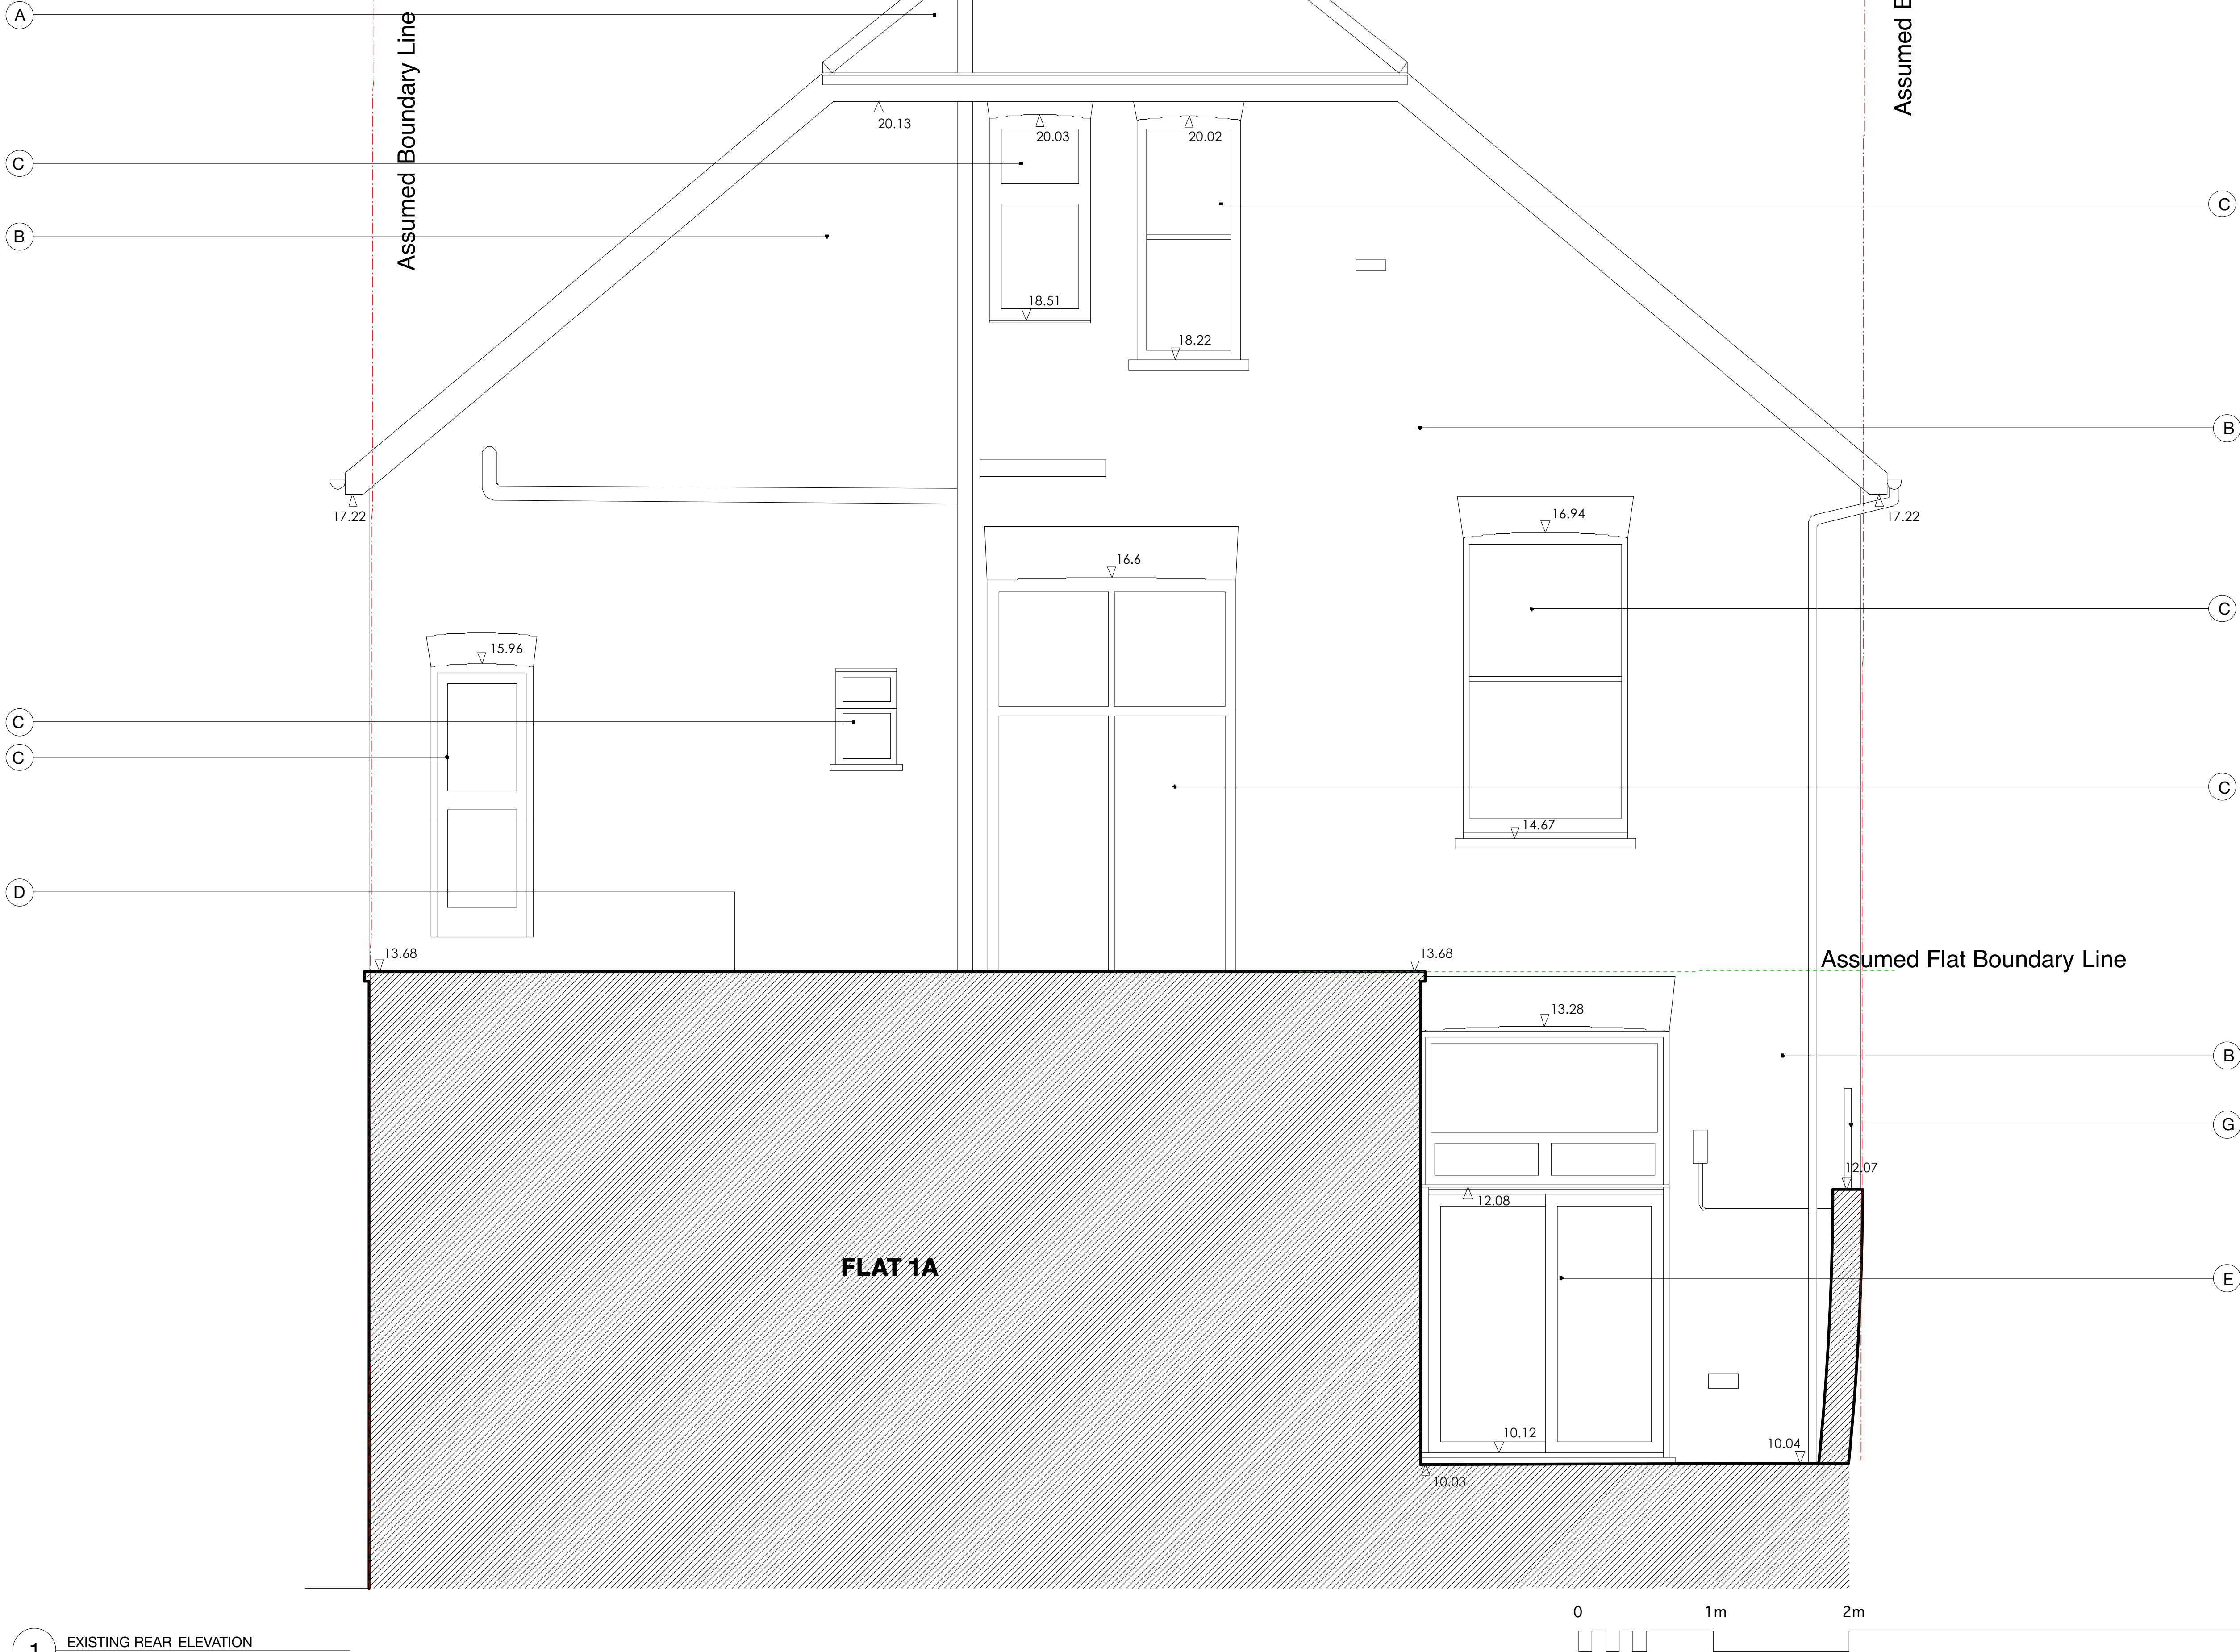 A
Assumed Boundary Line
20.13
20.03
20.02
C
C
B
18.51
18.22
B
17.22
17.22
16.94
16.6
C
15.96
C
C
C
14.67
D
13.68
13.68
Assumed Flat Boundary Line
13.28
B
G
12.07
12.08
FLAT 1A
E
10.12
10.04
10.03
0 1m 2m
1 EXISTING REAR ELEVATION